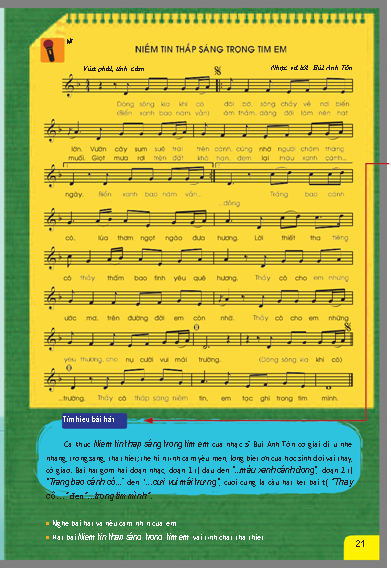 NIỀM TIN THẮP SÁNG TRONG TIM EM
Vừa phải, tình cảm
Nhạc và lời: Bùi Anh Tôn
Dòng sông kia khi có đôi bờ, sông chảy về nơi biển
(Biển xanh bao năm vẫn) âm thầm, dâng đời làm nên hạt
lớn. Vườn cây sum suê trái trên cành, cũng nhờ người chăm tháng
muối. Giọt mưa rơi trên đất khô hạn, đem lại màu xanh cánh...
ngày. Biển xanh bao năm vẫn... Trăng bao cánh
...đồng.
cò, lúa thơm ngọt ngào đưa hương. Lời thiết tha tiếng
cô thầy thấm bao tình yêu quê hương. Thầy cô cho em những
ước mơ, trên đường đời em còn nhớ. Thầy cô cho em những
yêu thương, cho nụ cười vui mái trường. (Dòng sông kia khi có)
...trường. Thầy cô thắp sáng niềm tin, em tạc ghi trong tim mình.
Tìm hiểu bài hát
Ca khúc Niềm tin thắp sáng trong tim em của nhạc sĩ Bùi Anh Tôn có giai điệu nhẹ
nhàng, trong sáng, tha thiết; thể hiện tình cảm yêu mến, lòng biết ơn của học sinh đối với thầy,
cô giáo. Bài hát gồm hai đoạn nhạc, đoạn 1 từ đầu đến "...màu xanh cánh đồng", đoạn 2 từ
"Trăng bao cánh cò..." đến "...cười vui mái trường", cuối cùng là câu hát kết bài từ "Thầy
cô..." đến "...trong tim mình".
Nghe bài hát và nêu cảm nhận của em.
Hát bài Niềm tin thắp sáng trong tim em với tính chất tha thiết.
21